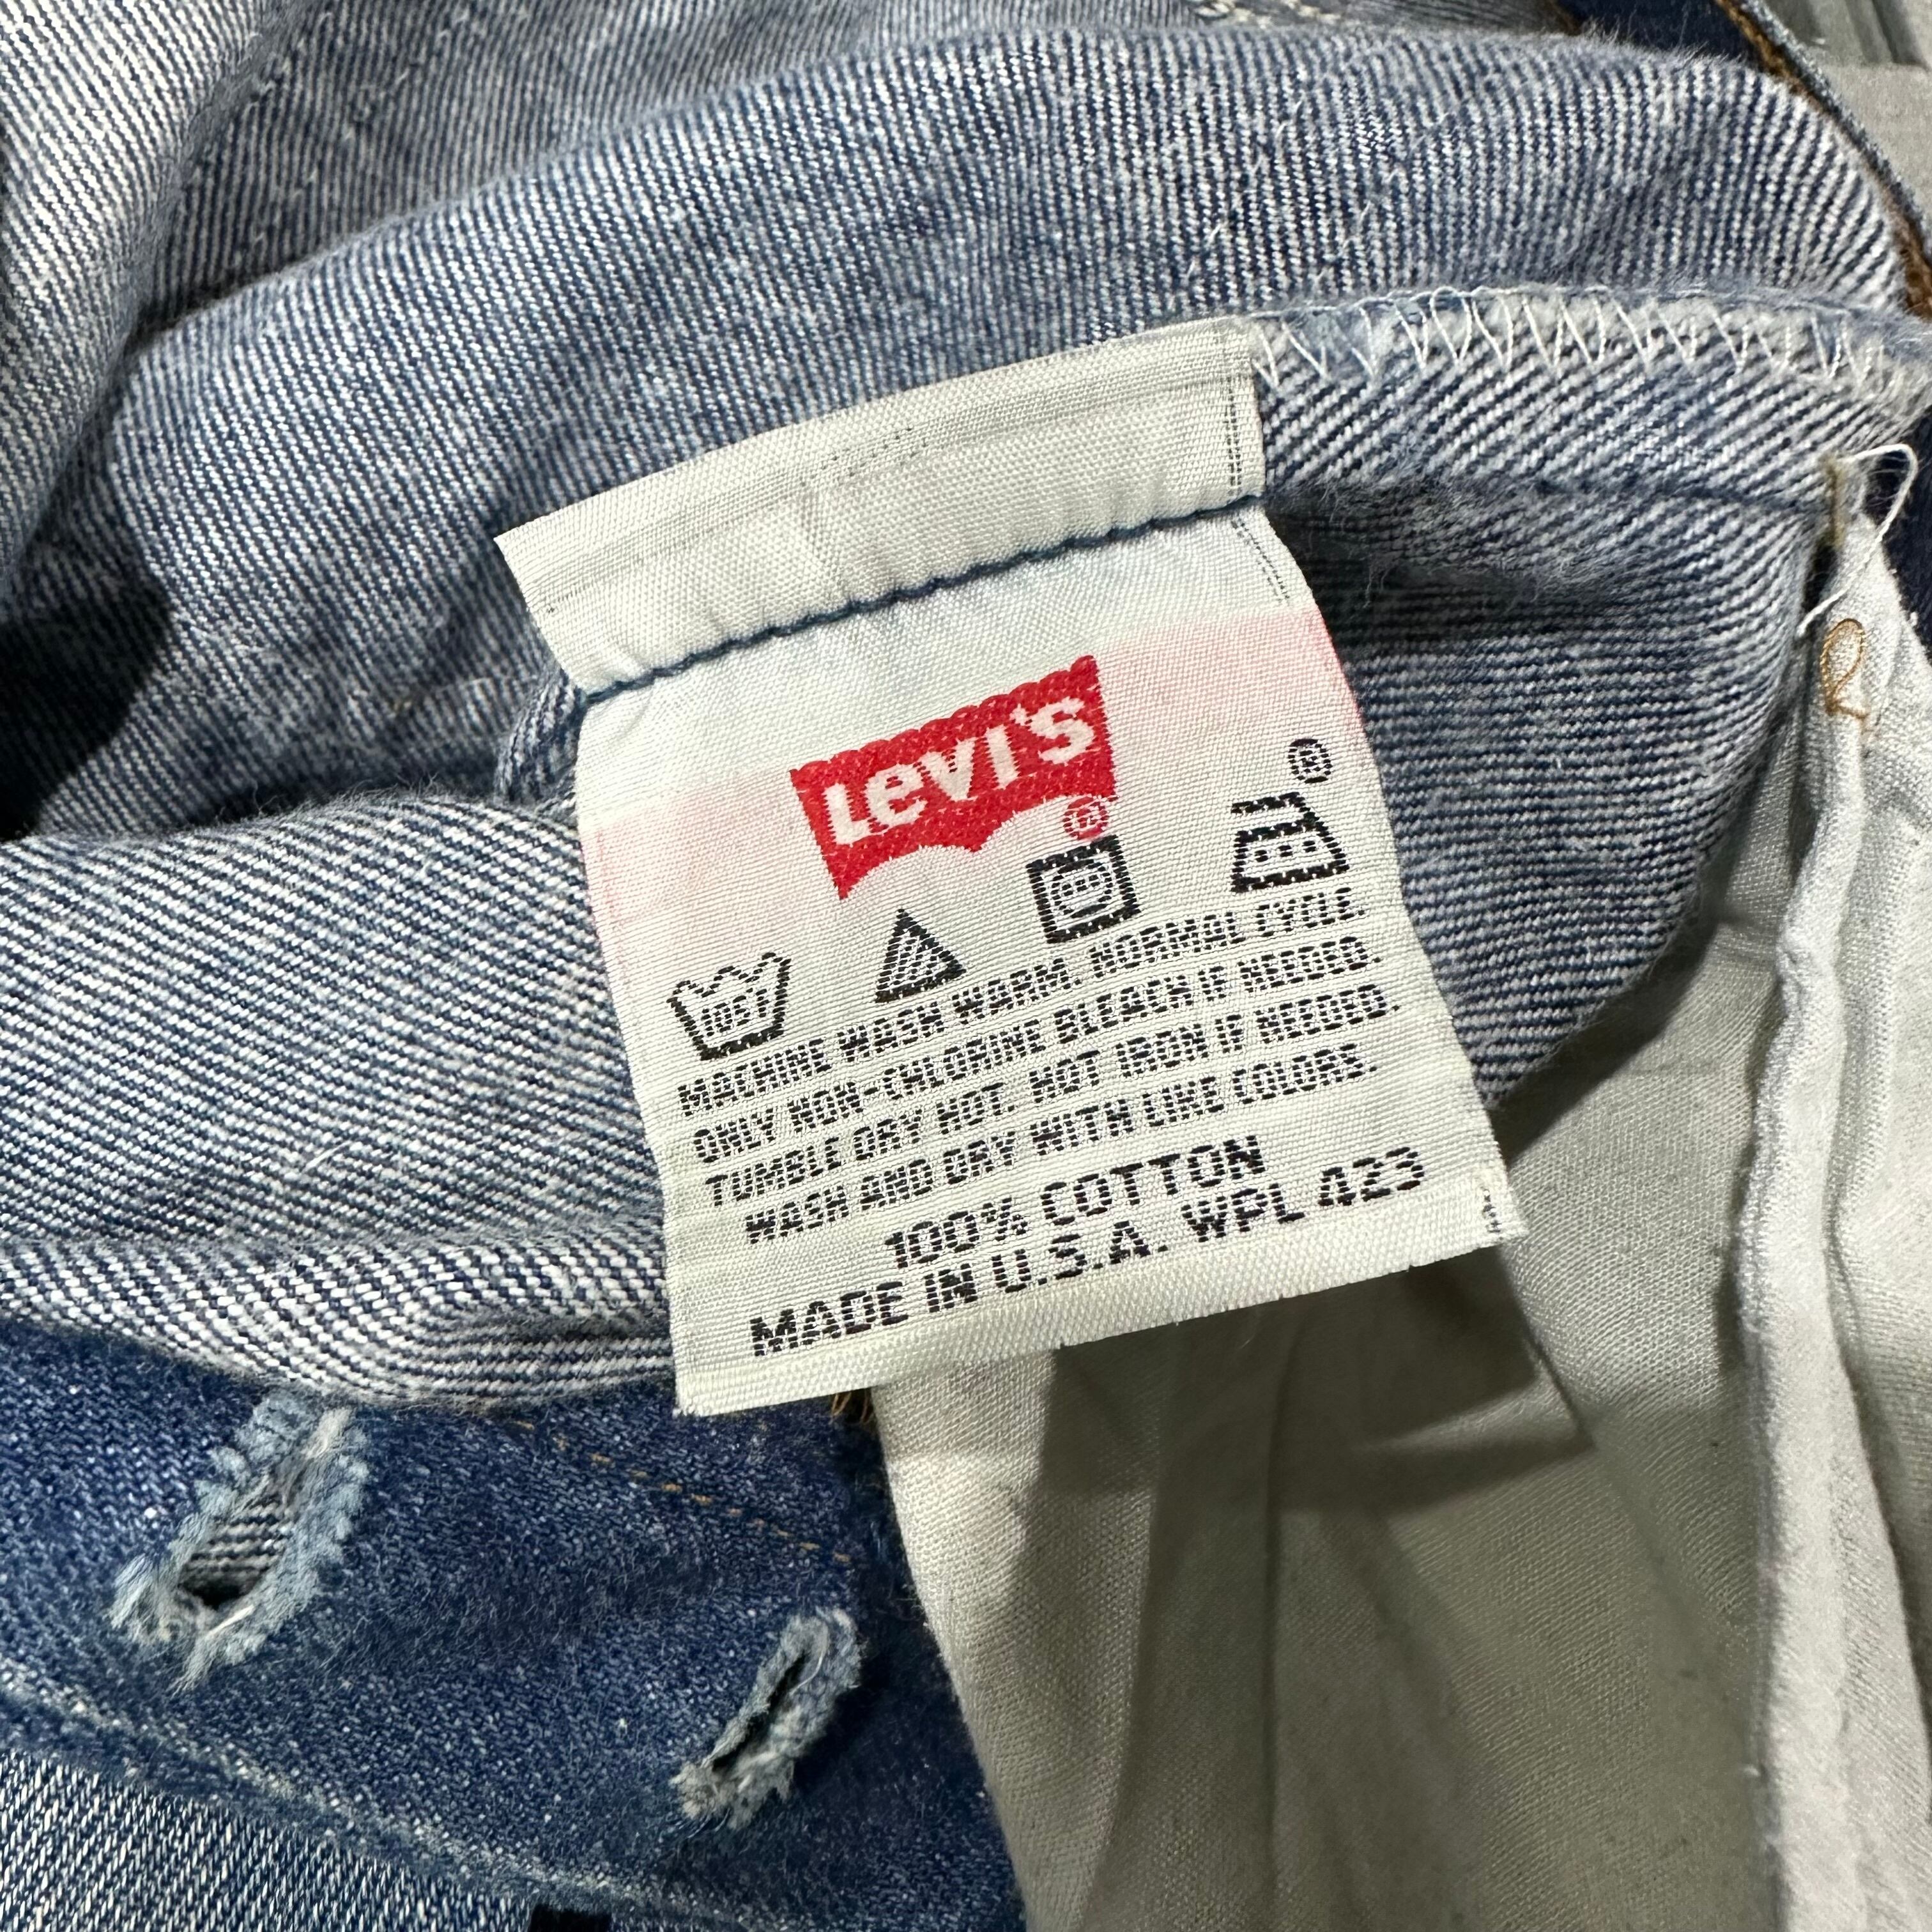 Levi's ®
®
105F
MACHINE WASH WARM. NORMAL CYCLE.
ONLY NON-CHLORINE BLEACH IF NEEDED.
TUMBLE DRY HOT. HOT IRON IF NEEDED.
WASH AND DRY WITH LIKE COLORS.
100% COTTON
MADE IN U.S.A. WPL 423